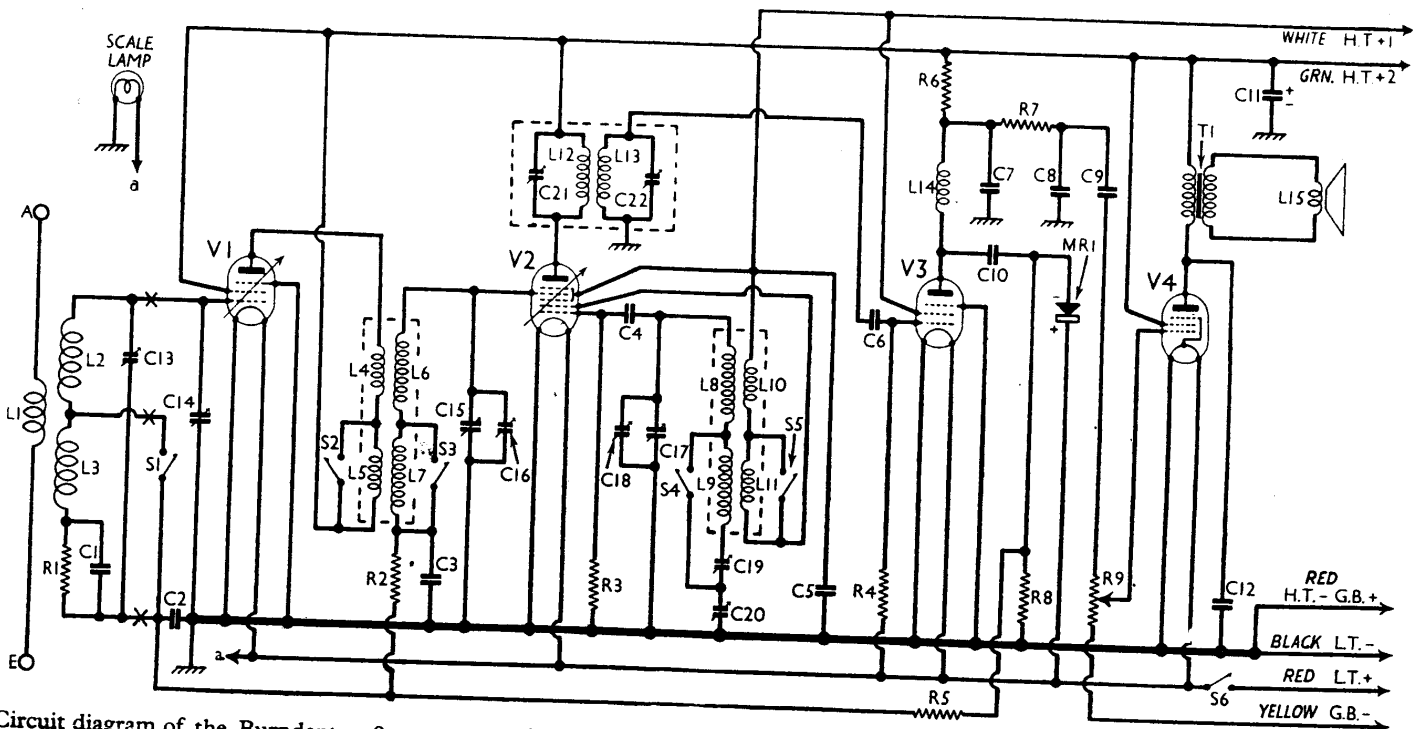 SCALE
LAMP
a
A
E
L1
L2
L3
R1
C1
C13
S1
C14
C2
V1
a
L4
L5
S2
L6
L7
S3
R2
C3
C15
C16
L12
C21
L13
C22
V2
R3
C4
C18
C17
S4
L8
L9
L10
L11
S5
C19
C20
C5
R6
L14
C7
R7
C8
C9
C6
V3
C10
MR1
-
+
R4
R8
R5
R9
V4
T1
L15
C11
+
-
C12
S6
WHITE H.T+1
GRN. H.T.+2
RED
H.T.- G.B.+
BLACK L.T.-
RED L.T.+
YELLOW G.B.-
Circuit diagram of the